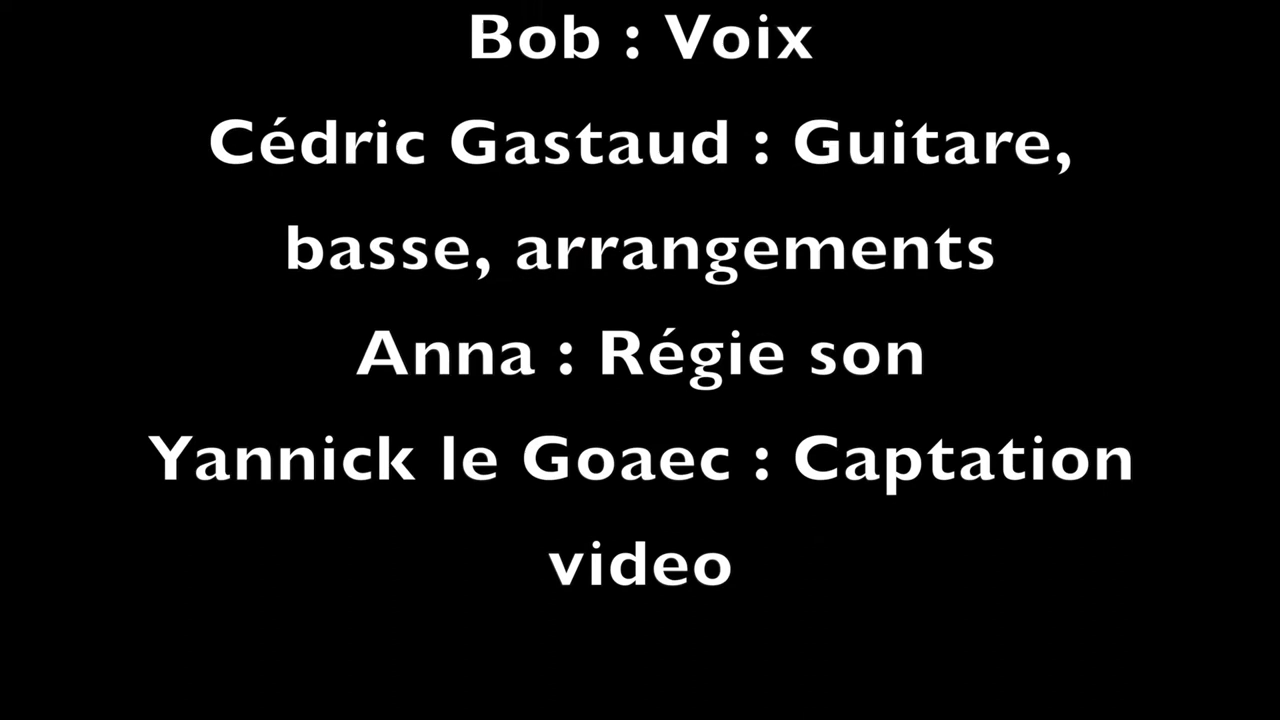 Bob : Voix
Cédric Gastaud : Guitare,
basse, arrangements
Anna : Régie son
Yannick le Goaec : Captation
video